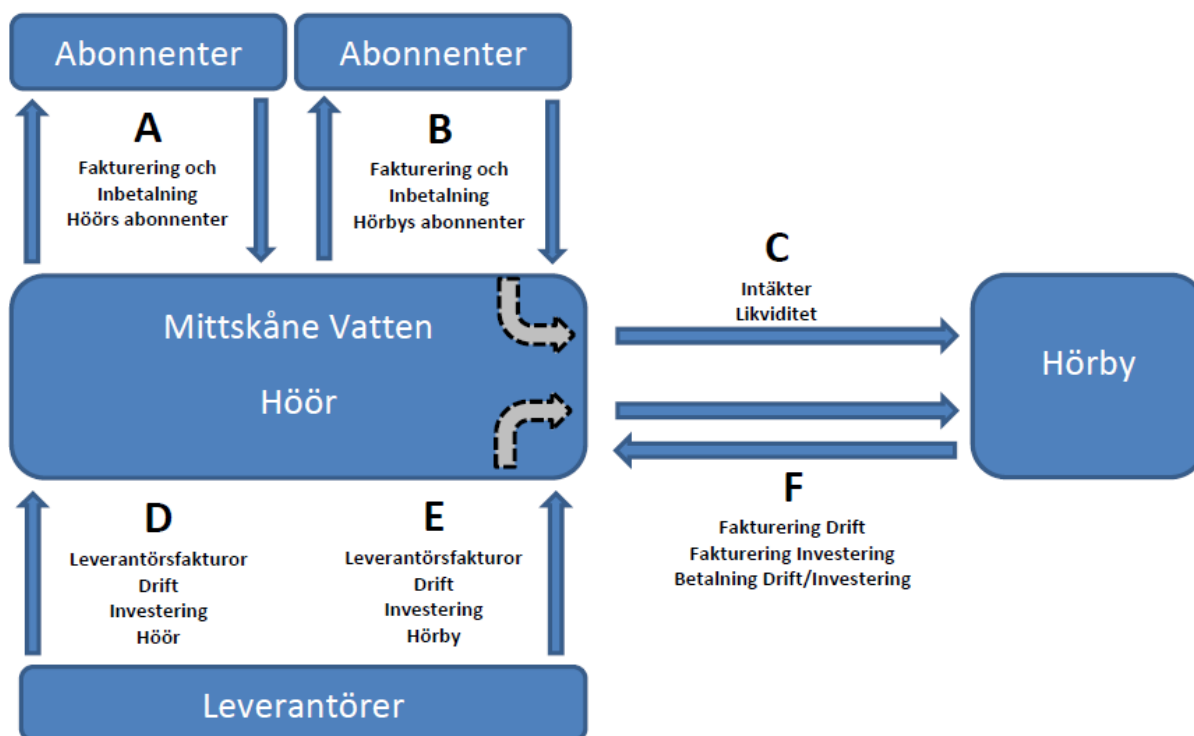 Abonnenter
Abonnenter
A
Fakturering och
Inbetalning
Höörs abonnenter
B
Fakturering och
Inbetalning
Hörbys abonnenter
C
Intäkter
Likviditet
Mittskåne Vatten
Höör
Hörby
D
Leverantörsfakturor
Drift
Investering
Höör
E
Leverantörsfakturor
Drift
Investering
Hörby
F
Fakturering Drift
Fakturering Investering
Betalning Drift/Investering
Leverantörer